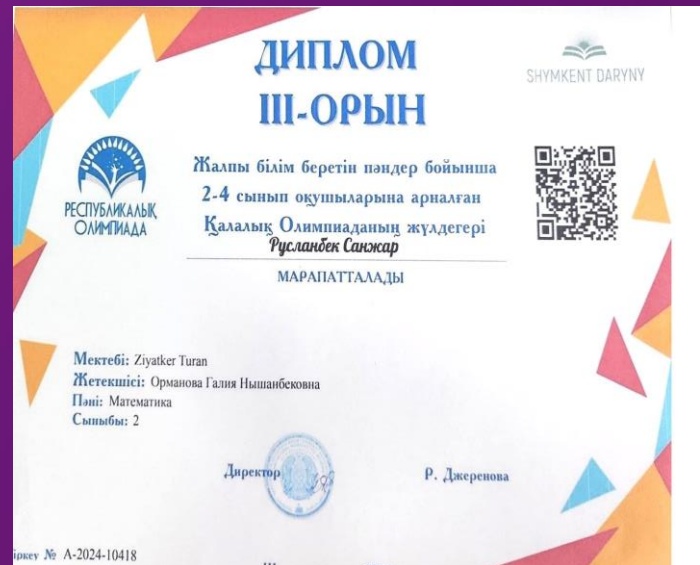 ДИПЛОМ
III-ОРЫН
SHYMKENT DARYNY
РЕСПУБЛИКАЛЫҚ
ОЛИМПИАДА
Жалпы білім беретін пәндер бойынша
2-4 сынып оқушыларына арналған
Қалалық Олимпиаданың жүлдегері
Русланбек Санжар
МАРАПАТТАЛАДЫ
Мектебі: Ziyatker Turan
Жетекшісі: Орманова Галия Нышанбековна
Пәні: Математика
Сыныбы: 2
Директор
Р. Джеренова
іркеу № А-2024-10418